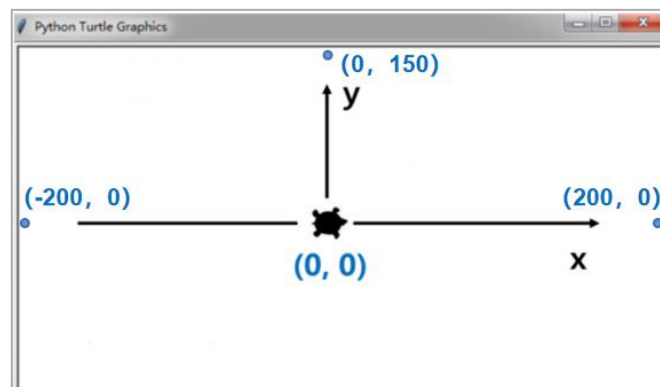 Python Turtle Graphics
(0, 150)
y
(-200, 0)
(200, 0)
(0, 0)
x